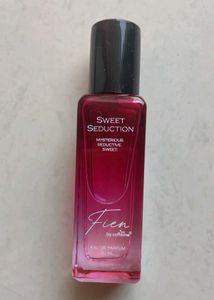 SWEET
SEDUCTION
MYSTERIOUS.
SEDUCTIVE.
SWEET.
Fien
EAU DE PARFUM